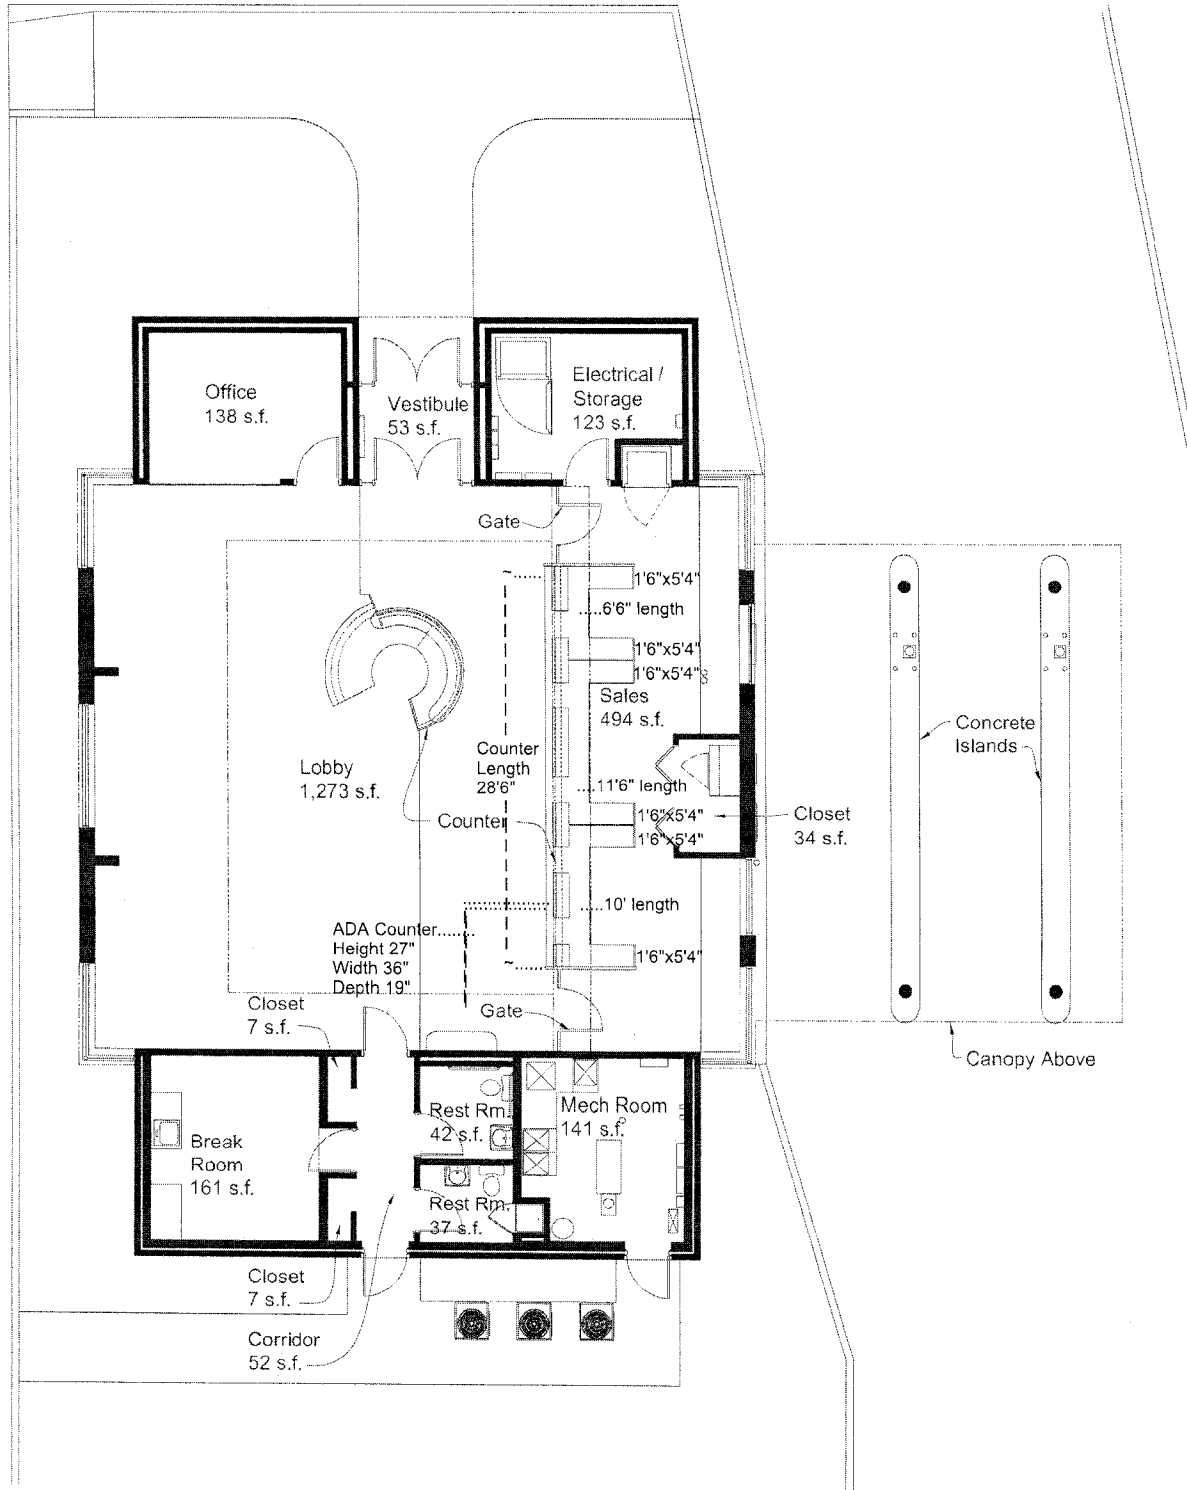 Office
138 s.f.
Vestibule
53 s.f.
Electrical /
Storage
123 s.f.
Gate
1'6"x5'4"
6'6" length
1'6"x5'4"
1'6"x5'4"
Sales
494 s.f.
Concrete
Islands
Counter
Length
28'6"
Lobby
1,273 s.f.
11'6" length
1'6"x5'4"
Closet
34 s.f.
Counter
1'6"x5'4"
10' length
ADA Counter
Height 27"
Width 36"
Depth 19"
1'6"x5'4"
Closet
7 s.f.
Gate
Canopy Above
Rest Rm.
42 s.f.
Mech Room
141 s.f.
Break
Room
161 s.f.
Rest Rm.
37 s.f.
Closet
7 s.f.
Corridor
52 s.f.